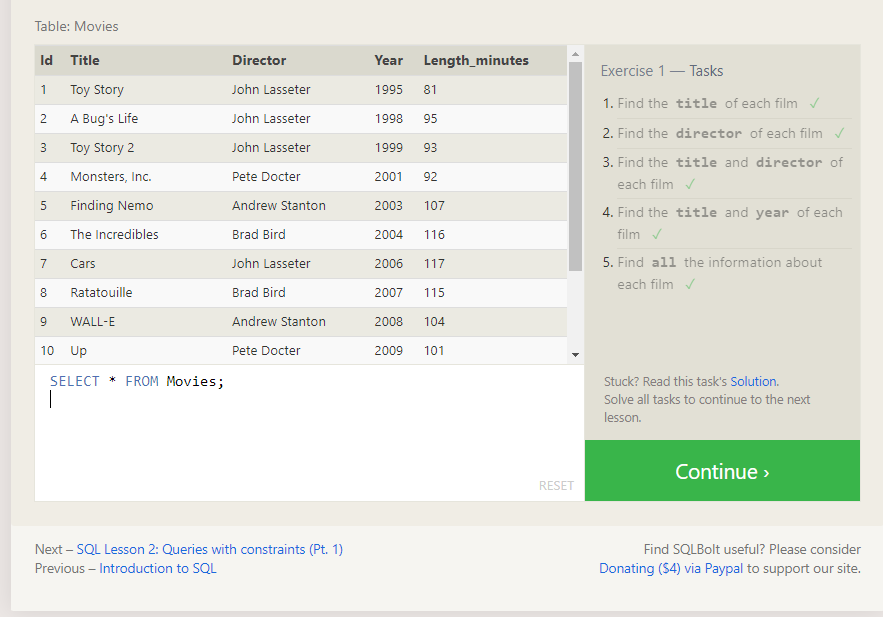 Table: Movies
Id Title Director Year Length_minutes
1 Toy Story John Lasseter 1995 81
2 A Bug's Life John Lasseter 1998 95
3 Toy Story 2 John Lasseter 1999 93
4 Monsters, Inc. Pete Docter 2001 92
5 Finding Nemo Andrew Stanton 2003 107
6 The Incredibles Brad Bird 2004 116
7 Cars John Lasseter 2006 117
8 Ratatouille Brad Bird 2007 115
9 WALL-E Andrew Stanton 2008 104
10 Up Pete Docter 2009 101
SELECT * FROM Movies;
RESET
Exercise 1 — Tasks
1. Find the title of each film ✓
2. Find the director of each film ✓
3. Find the title and director of
each film ✓
4. Find the title and year of each
film ✓
5. Find all the information about
each film ✓
Stuck? Read this task's Solution.
Solve all tasks to continue to the next
lesson.
Continue ›
Next – SQL Lesson 2: Queries with constraints (Pt. 1)
Previous – Introduction to SQL
Find SQLBolt useful? Please consider
Donating ($4) via Paypal to support our site.